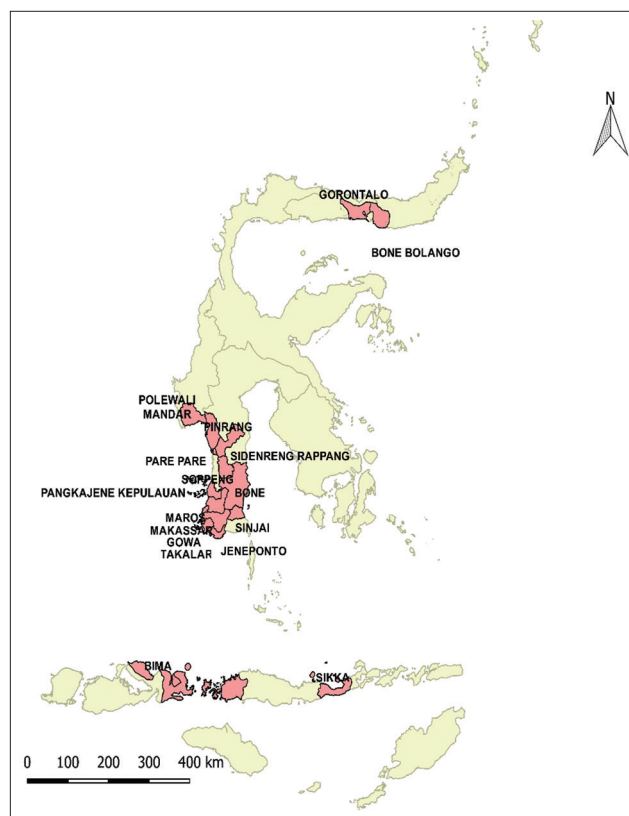 N
GORONTALO
BONE BOLANGO
POLEWALI
MANDAR
PINRANG
SIDENRENG RAPPANG
PARE PARE
SOPPENG
PANGKAJENE KEPULAUAN
BONE
MAROS
SINJAI
MAKASSAR
GOWA
TAKALAR
JENEPONTO
BIMA
SIKKA
0 100 200 300 400 km